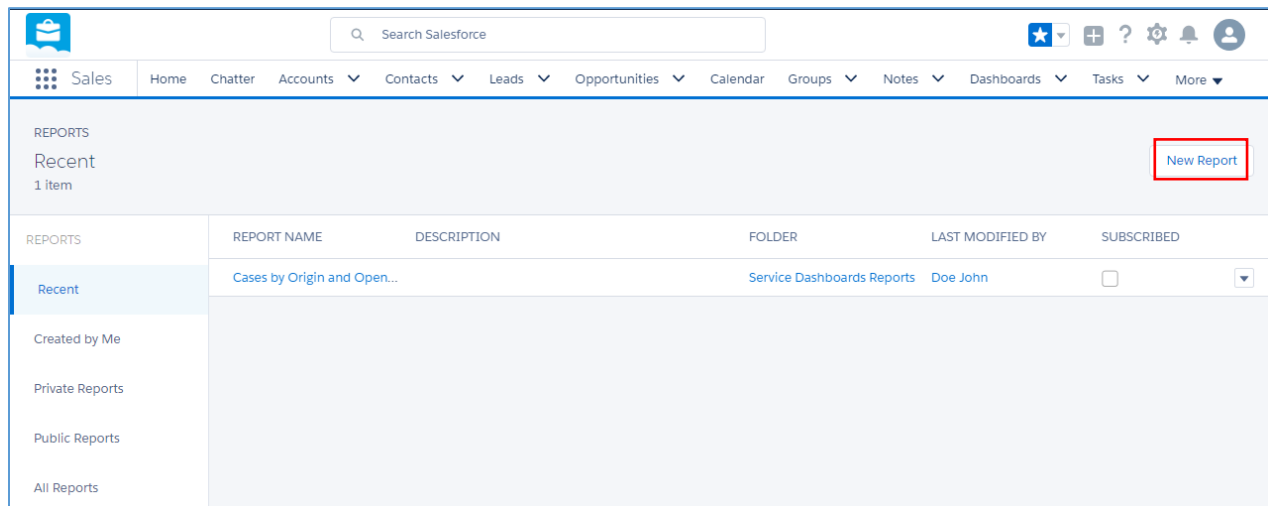 Search Salesforce
Sales Home Chatter Accounts Contacts Leads Opportunities Calendar Groups Notes Dashboards Tasks More
REPORTS
Recent
1 item
New Report
REPORTS
REPORT NAME DESCRIPTION FOLDER LAST MODIFIED BY SUBSCRIBED
Recent
Cases by Origin and Open... Service Dashboards Reports Doe John
Created by Me
Private Reports
Public Reports
All Reports